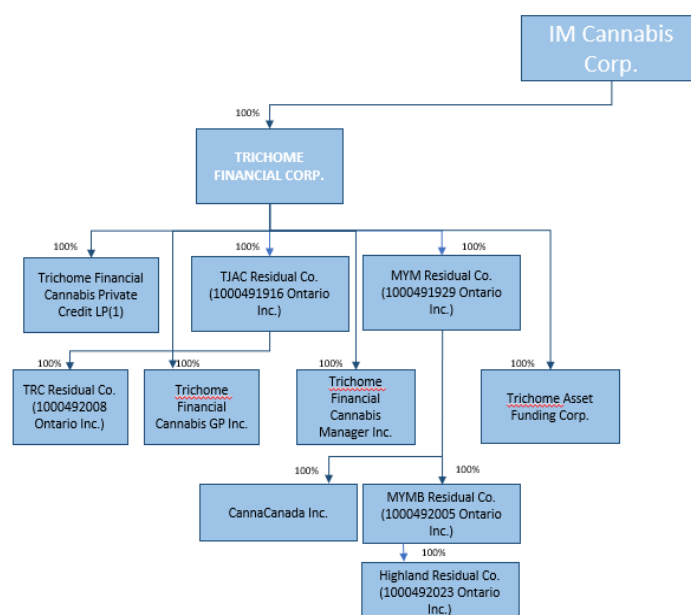 IM Cannabis
Corp.
100%
TRICHOME
FINANCIAL CORP.
100%
100%
100%
Trichome Financial
Cannabis Private
Credit LP(1)
TJAC Residual Co.
(1000491916 Ontario
Inc.)
MYM Residual Co.
(1000491929 Ontario
Inc.)
100%
100%
100%
100%
TRC Residual Co.
(1000492008
Ontario Inc.)
Trichome
Financial
Cannabis GP Inc.
Trichome
Financial
Cannabis
Manager Inc.
Trichome Asset
Funding Corp.
100%
100%
CannaCanada Inc.
MYMB Residual Co.
(1000492005 Ontario
Inc.)
100%
Highland Residual Co.
(1000492023 Ontario
Inc.)